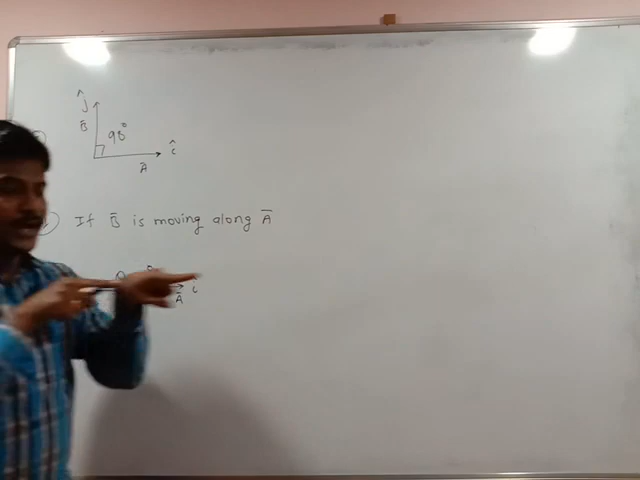 ĵ
B̄
90°
î
Ā
If B̄ is moving along Ā
î
Ā